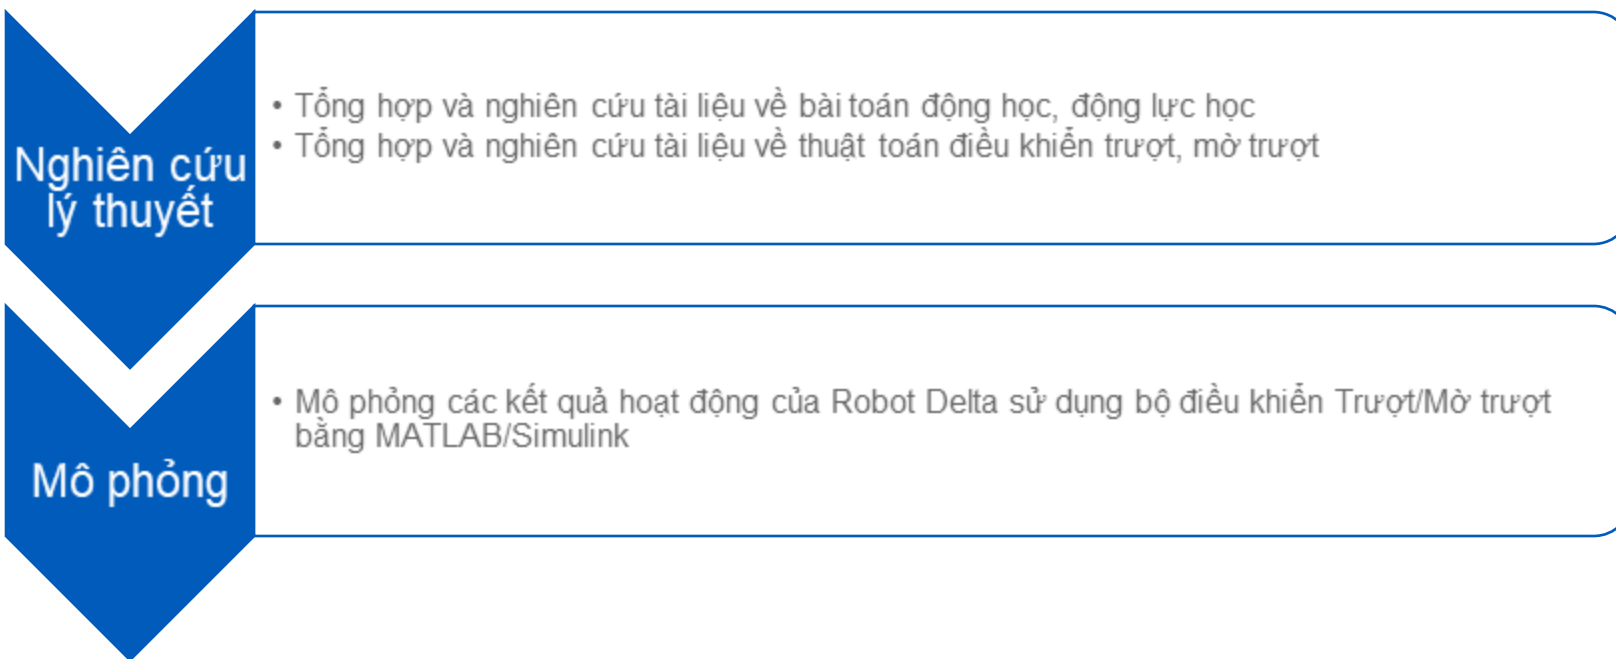 Nghiên cứu
lý thuyết
• Tổng hợp và nghiên cứu tài liệu về bài toán động học, động lực học
• Tổng hợp và nghiên cứu tài liệu về thuật toán điều khiển trượt, mờ trượt
Mô phỏng
• Mô phỏng các kết quả hoạt động của Robot Delta sử dụng bộ điều khiển Trượt/Mờ trượt
bằng MATLAB/Simulink